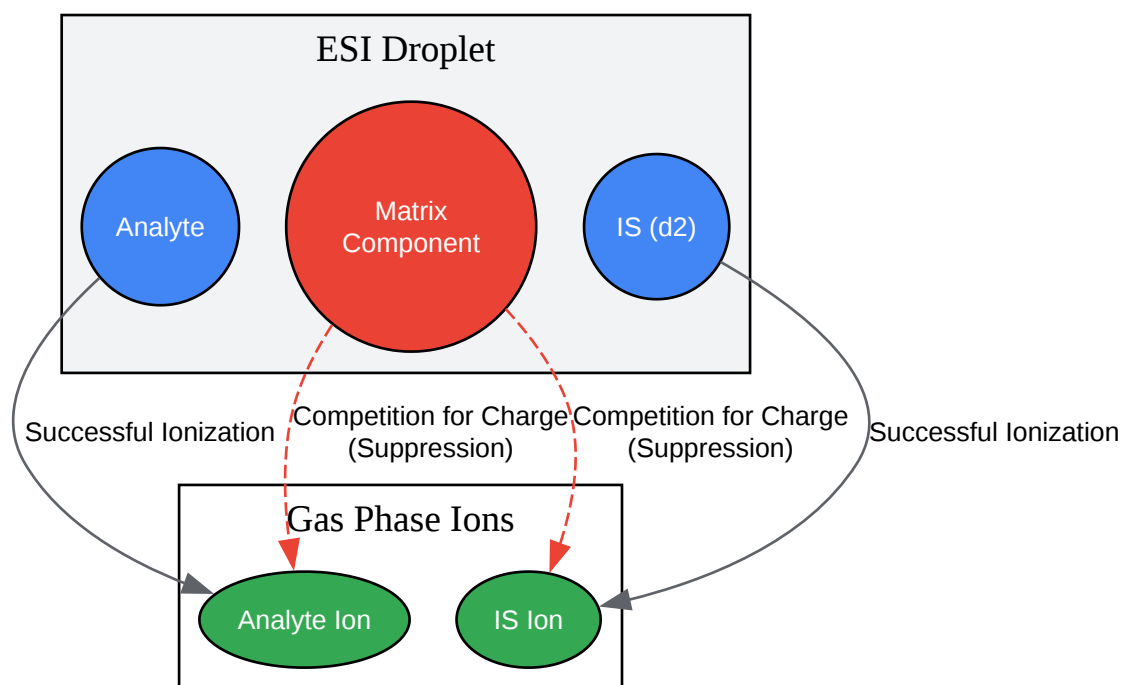 ESI Droplet
Analyte
Matrix
Component
IS (d2)
Successful Ionization
Competition for Charge
(Suppression)
Competition for Charge
(Suppression)
Successful Ionization
Gas Phase Ions
Analyte Ion
IS Ion